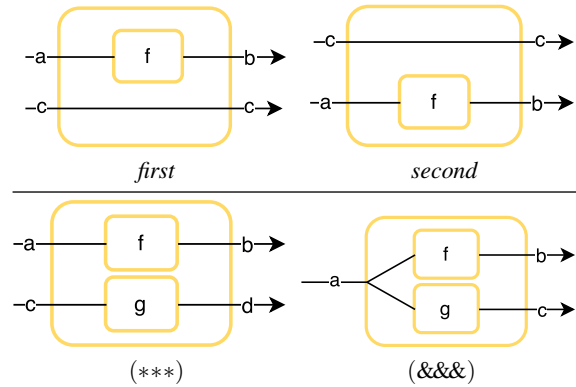 a f b
c c
first
c c
a f b
second
a f b
c g d
(***)
a f b
g c
(&&&)